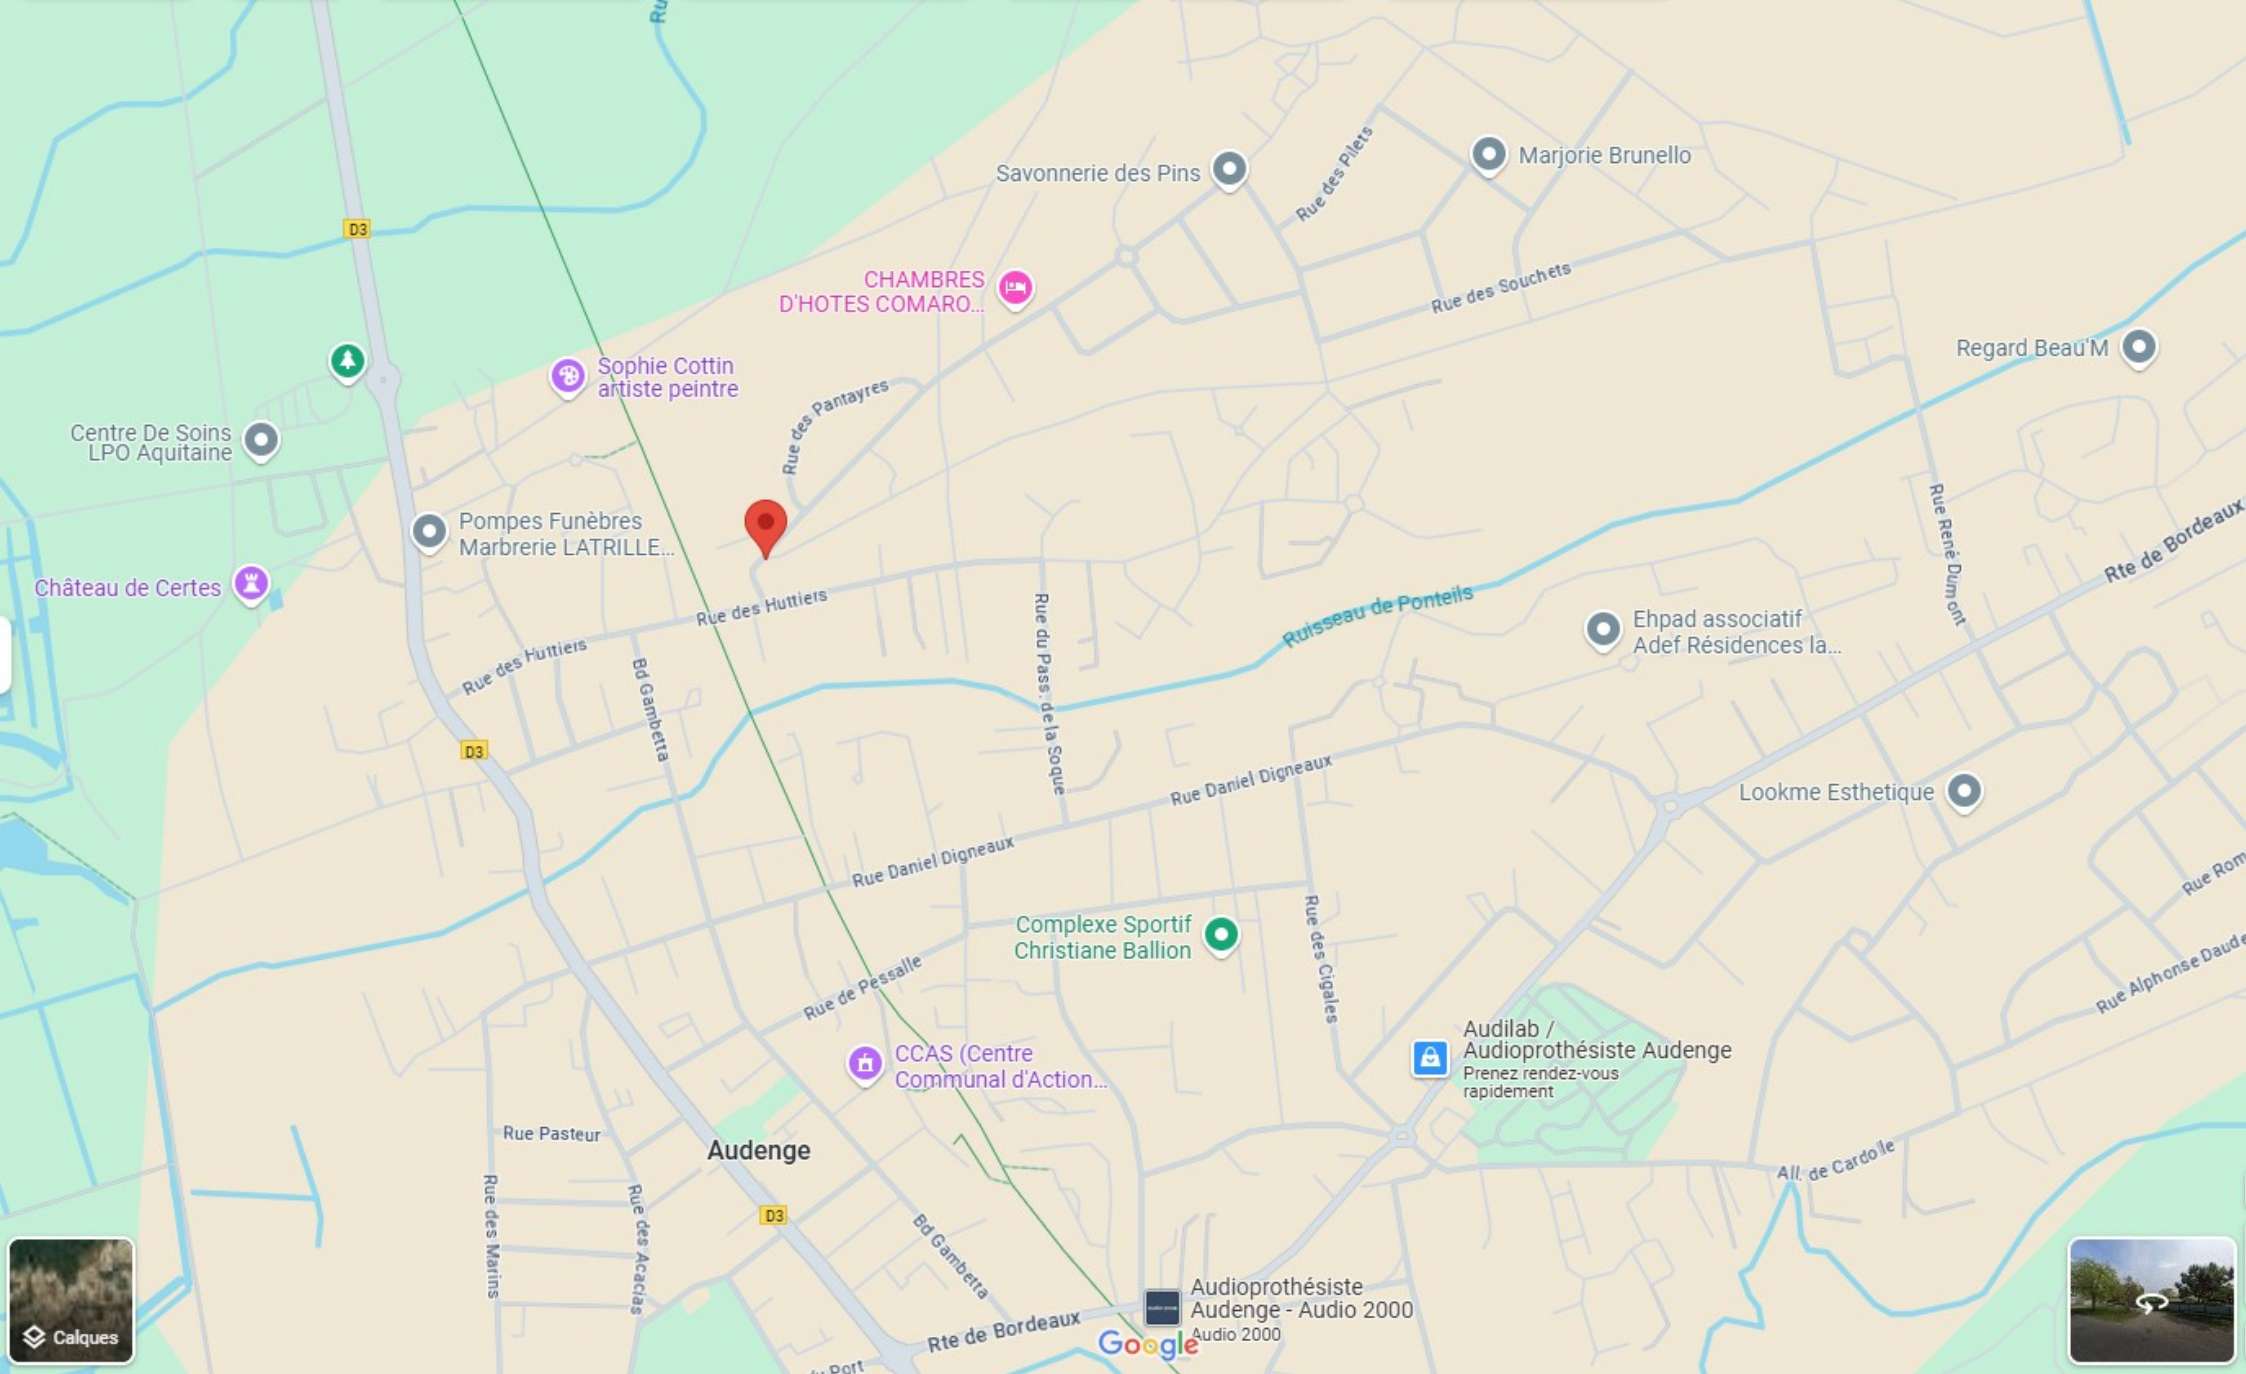 Ru
Savonnerie des Pins
Rue des Pilets
Marjorie Brunello
D3
CHAMBRES
D'HOTES COMARO...
Rue des Souchets
Regard Beau'M
Sophie Cottin
artiste peintre
Rue des Pantayres
Centre De Soins
LPO Aquitaine
Pompes Funèbres
Marbrerie LATRILLE...
Rue René Dumont
Rte de Bordeaux
Château de Certes
Rue des Huttiers
Rue des Huttiers
Rue du Pass. de la Soque
Ruisseau de Ponteils
Ehpad associatif
Adef Résidences la...
Bd Gambetta
D3
Rue Daniel Digneaux
Lookme Esthetique
Rue Daniel Digneaux
Rue Rom
Complexe Sportif
Christiane Ballion
Rue des Cigales
Rue Alphonse Daude
Rue de Pessalle
Audilab /
Audioprothésiste Audenge
Prenez rendez-vous
rapidement
CCAS (Centre
Communal d'Action...
Rue Pasteur
Audenge
All. de Cardoile
Rue des Marins
Rue des Acacias
D3
Bd Gambetta
Audioprothésiste
Audenge - Audio 2000
Audio 2000
Rte de Bordeaux
Google
Calques
Port